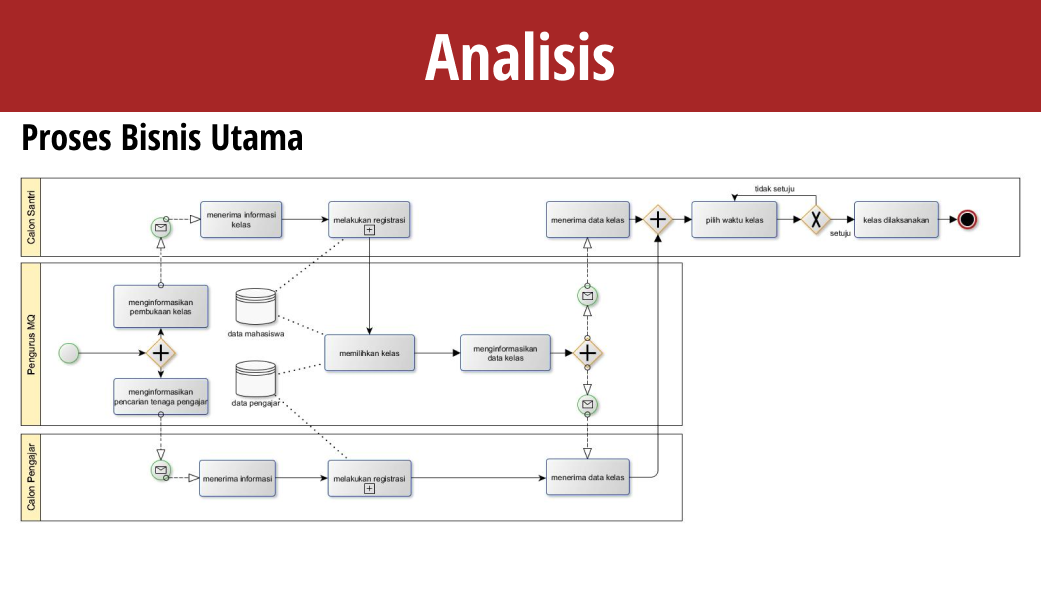 Analisis
Proses Bisnis Utama
Calon Santri
menerima informasi
kelas
melakukan registrasi
menerima data kelas
tidak setuju
pilih waktu kelas
setuju
kelas dilaksanakan
Pengurus MQ
menginformasikan
pembukaan kelas
menginformasikan
pencarian tenaga pengajar
data mahasiswa
data pengajar
memilihkan kelas
menginformasikan
data kelas
Calon Pengajar
menerima informasi
melakukan registrasi
menerima data kelas